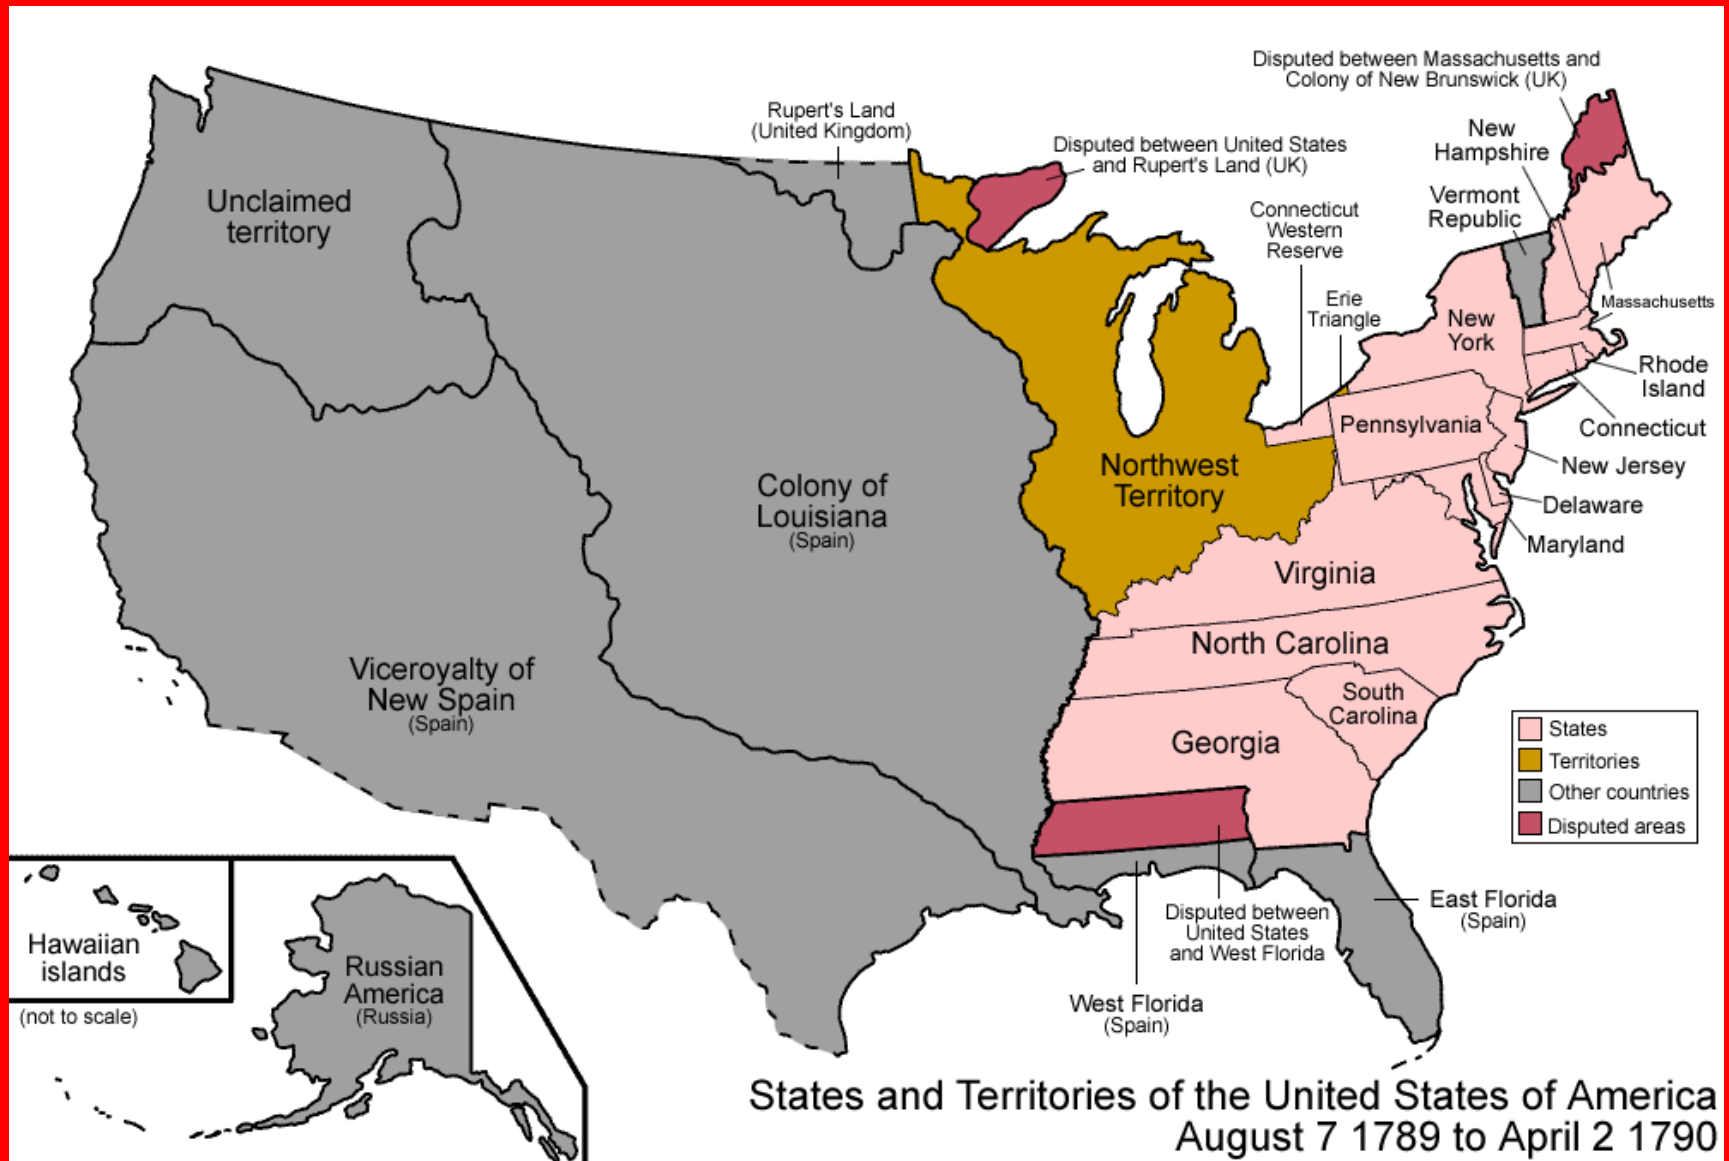 Disputed between Massachusetts and
Colony of New Brunswick (UK)
Rupert's Land
(United Kingdom)
New
Hampshire
Disputed between United States
and Rupert's Land (UK)
Vermont
Republic
Unclaimed
territory
Connecticut
Western
Reserve
Erie
Triangle
Massachusetts
New
York
Rhode
Island
Pennsylvania
Connecticut
Northwest
Territory
New Jersey
Colony of
Louisiana
(Spain)
Delaware
Maryland
Virginia
North Carolina
Viceroyalty of
New Spain
(Spain)
South
Carolina
Georgia
States
Territories
Other countries
Disputed areas
East Florida
(Spain)
Disputed between
United States
and West Florida
West Florida
(Spain)
Hawaiian
islands
(not to scale)
Russian
America
(Russia)
States and Territories of the United States of America
August 7 1789 to April 2 1790